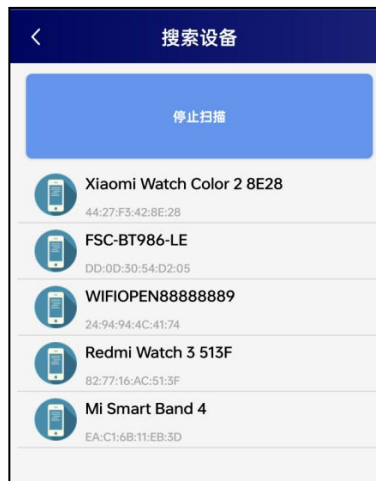 搜索设备
停止扫描
Xiaomi Watch Color 2 8E28
44:27:F3:42:8E:28
FSC-BT986-LE
DD:0D:30:54:D2:05
WIFIOPEN88888889
24:94:94:4C:41:74
Redmi Watch 3 513F
82:77:16:AC:51:3F
Mi Smart Band 4
EA:C1:6B:11:EB:3D